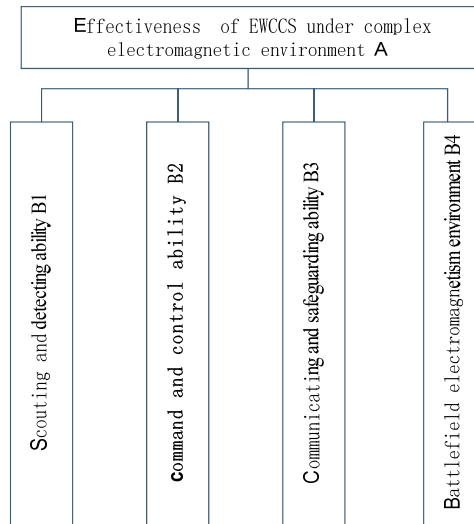 Effectiveness of EWCCS under complex
electromagnetic environment A
Scouting and detecting ability B1
Command and control ability B2
Communicating and safeguarding ability B3
Battlefield electromagnetism environment B4